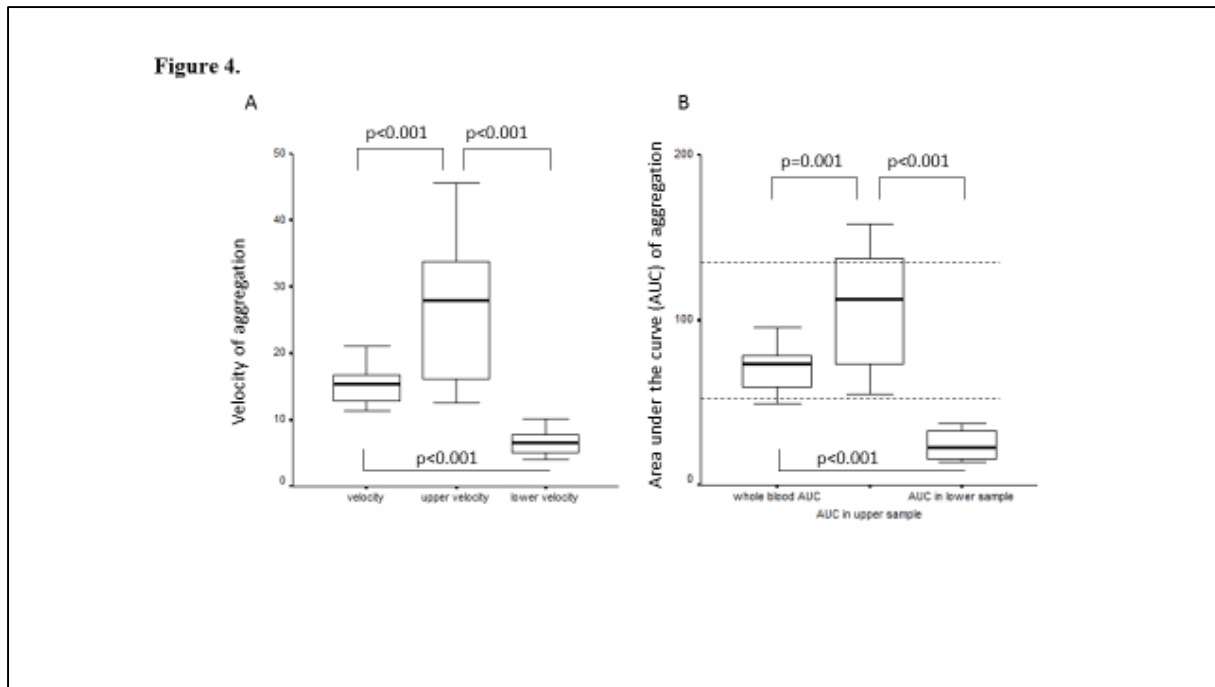 Figure 4.
A
p<0.001 p<0.001
50
40
30
20
10
0
Velocity of aggregation
p<0.001
velocity upper velocity lower velocity
B
p=0.001 p<0.001
200
100
0
Area under the curve (AUC) of aggregation
p<0.001
whole blood AUC AUC in lower sample
AUC in upper sample